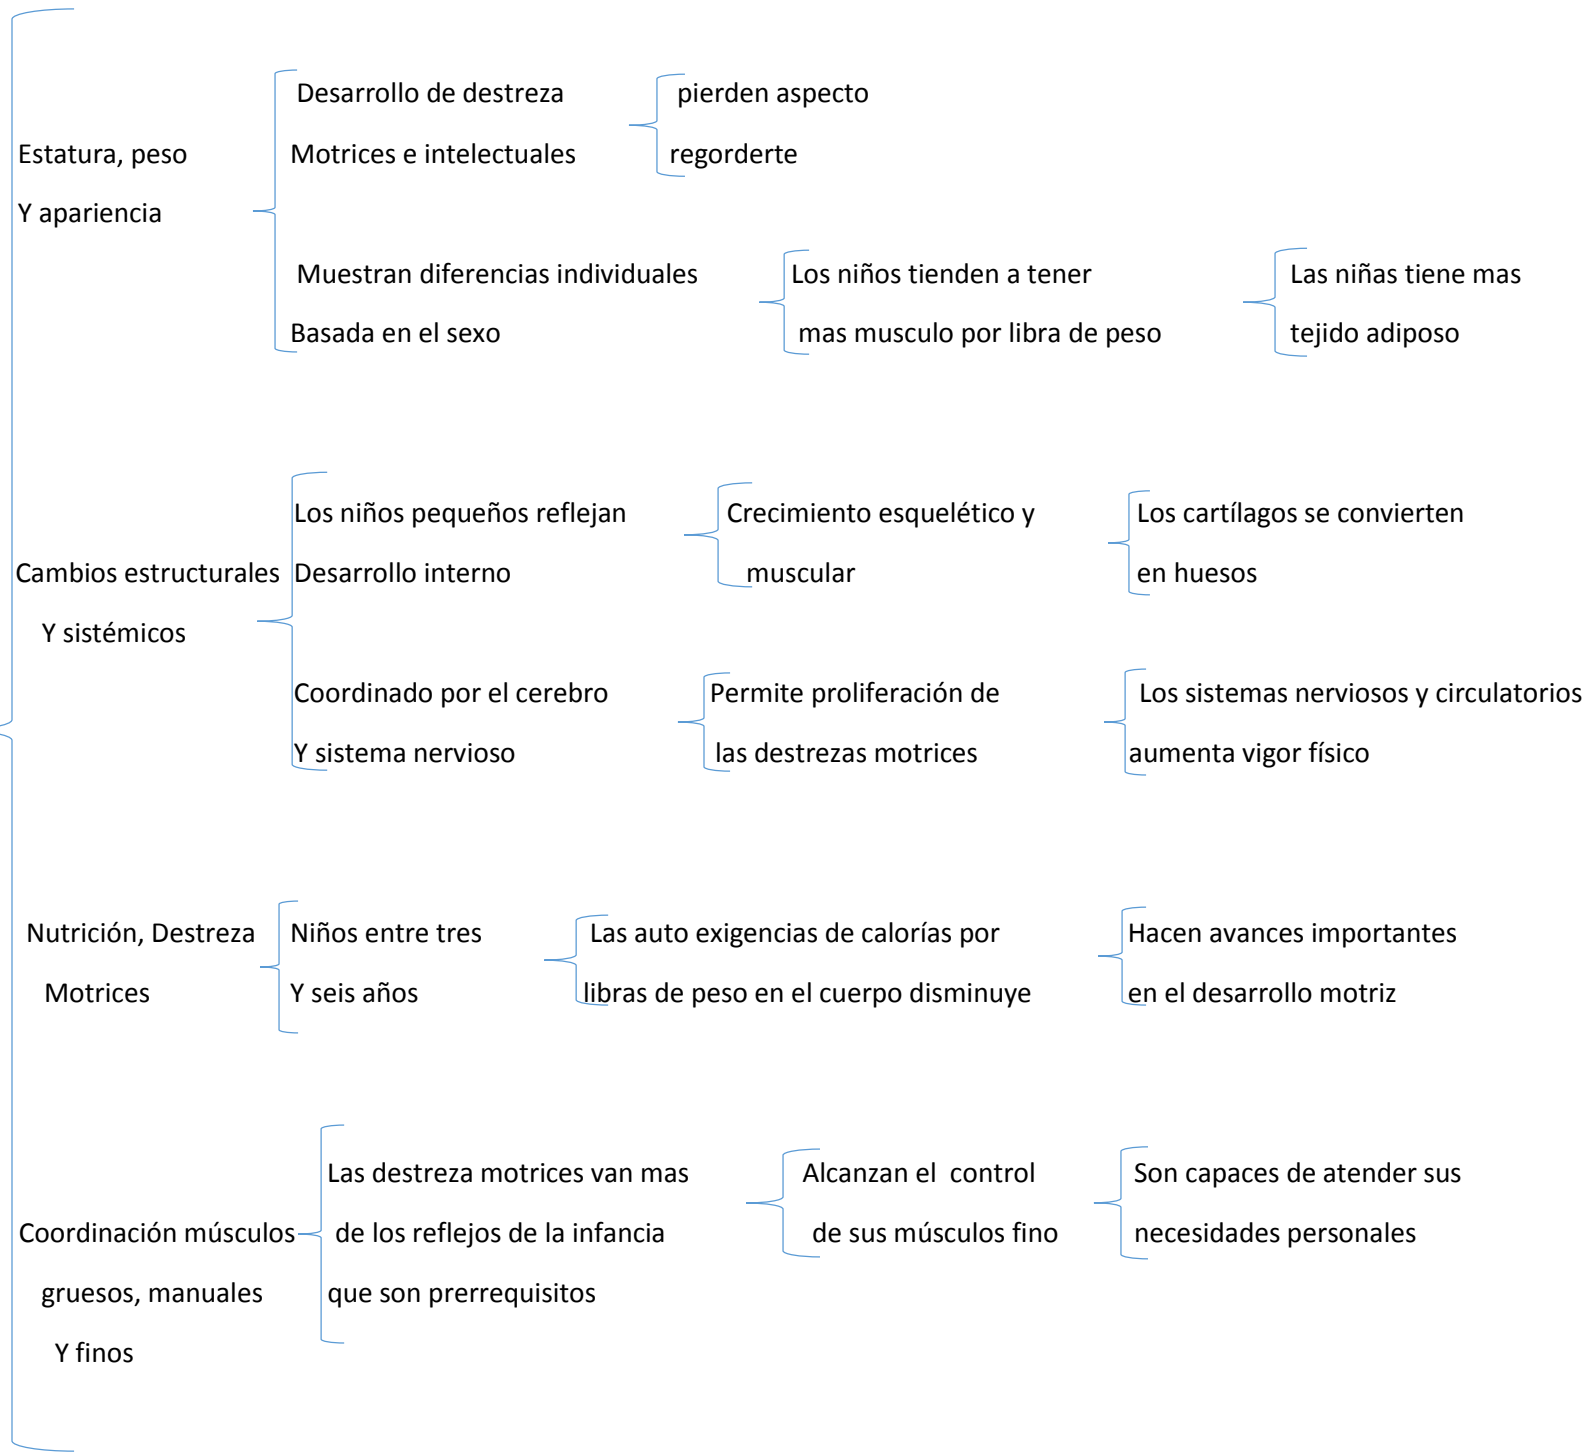 Desarrollo de destreza
Motrices e intelectuales
pierden aspecto
regorderte
Estatura, peso
Y apariencia
Muestran diferencias individuales
Basada en el sexo
Los niños tienden a tener
mas musculo por libra de peso
Las niñas tiene mas
tejido adiposo
Cambios estructurales
Y sistémicos
Los niños pequeños reflejan
Desarrollo interno
Crecimiento esquelético y
muscular
Los cartílagos se convierten
en huesos
Coordinado por el cerebro
Y sistema nervioso
Permite proliferación de
las destrezas motrices
Los sistemas nerviosos y circulatorios
aumenta vigor físico
Nutrición, Destreza
Motrices
Niños entre tres
Y seis años
Las auto exigencias de calorías por
libras de peso en el cuerpo disminuye
Hacen avances importantes
en el desarrollo motriz
Coordinación músculos
gruesos, manuales
Y finos
Las destreza motrices van mas
de los reflejos de la infancia
que son prerrequisitos
Alcanzan el control
de sus músculos fino
Son capaces de atender sus
necesidades personales